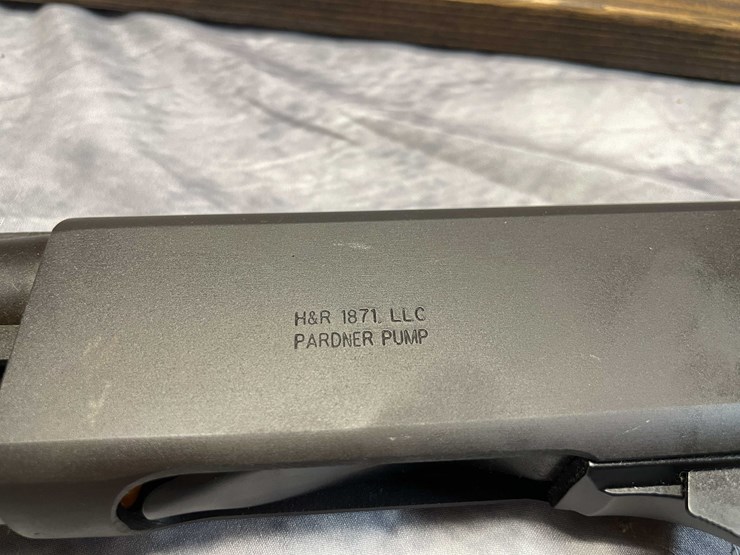 H&R 1871, LLC
PARDNER PUMP